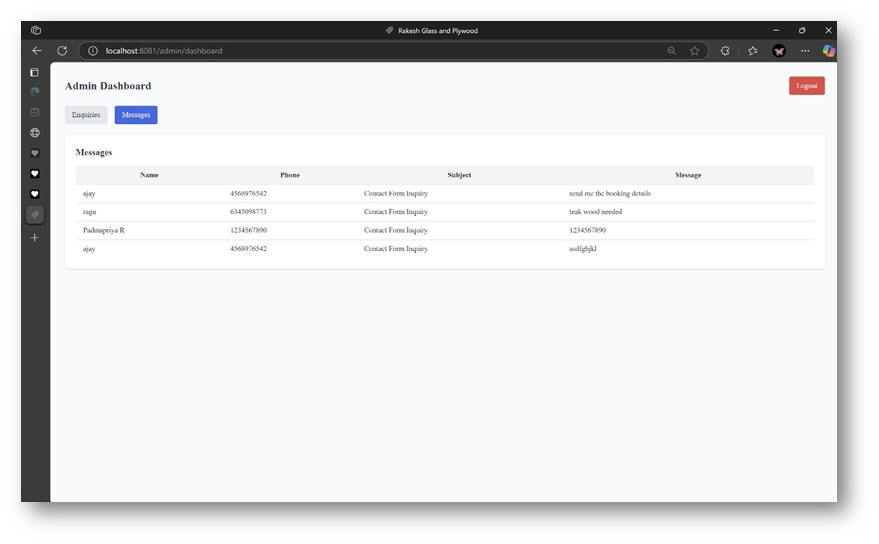 Rakesh Glass and Plywood
localhost:8081/admin/dashboard
Admin Dashboard
Logout
Enquiries Messages
Messages
Name Phone Subject Message
ajay 4568976542 Contact Form Inquiry send me the booking details
ragu 6345098773 Contact Form Inquiry teak wood needed
Padmapriya R 1234567890 Contact Form Inquiry 1234567890
ajay 4568976542 Contact Form Inquiry asdfghjkl